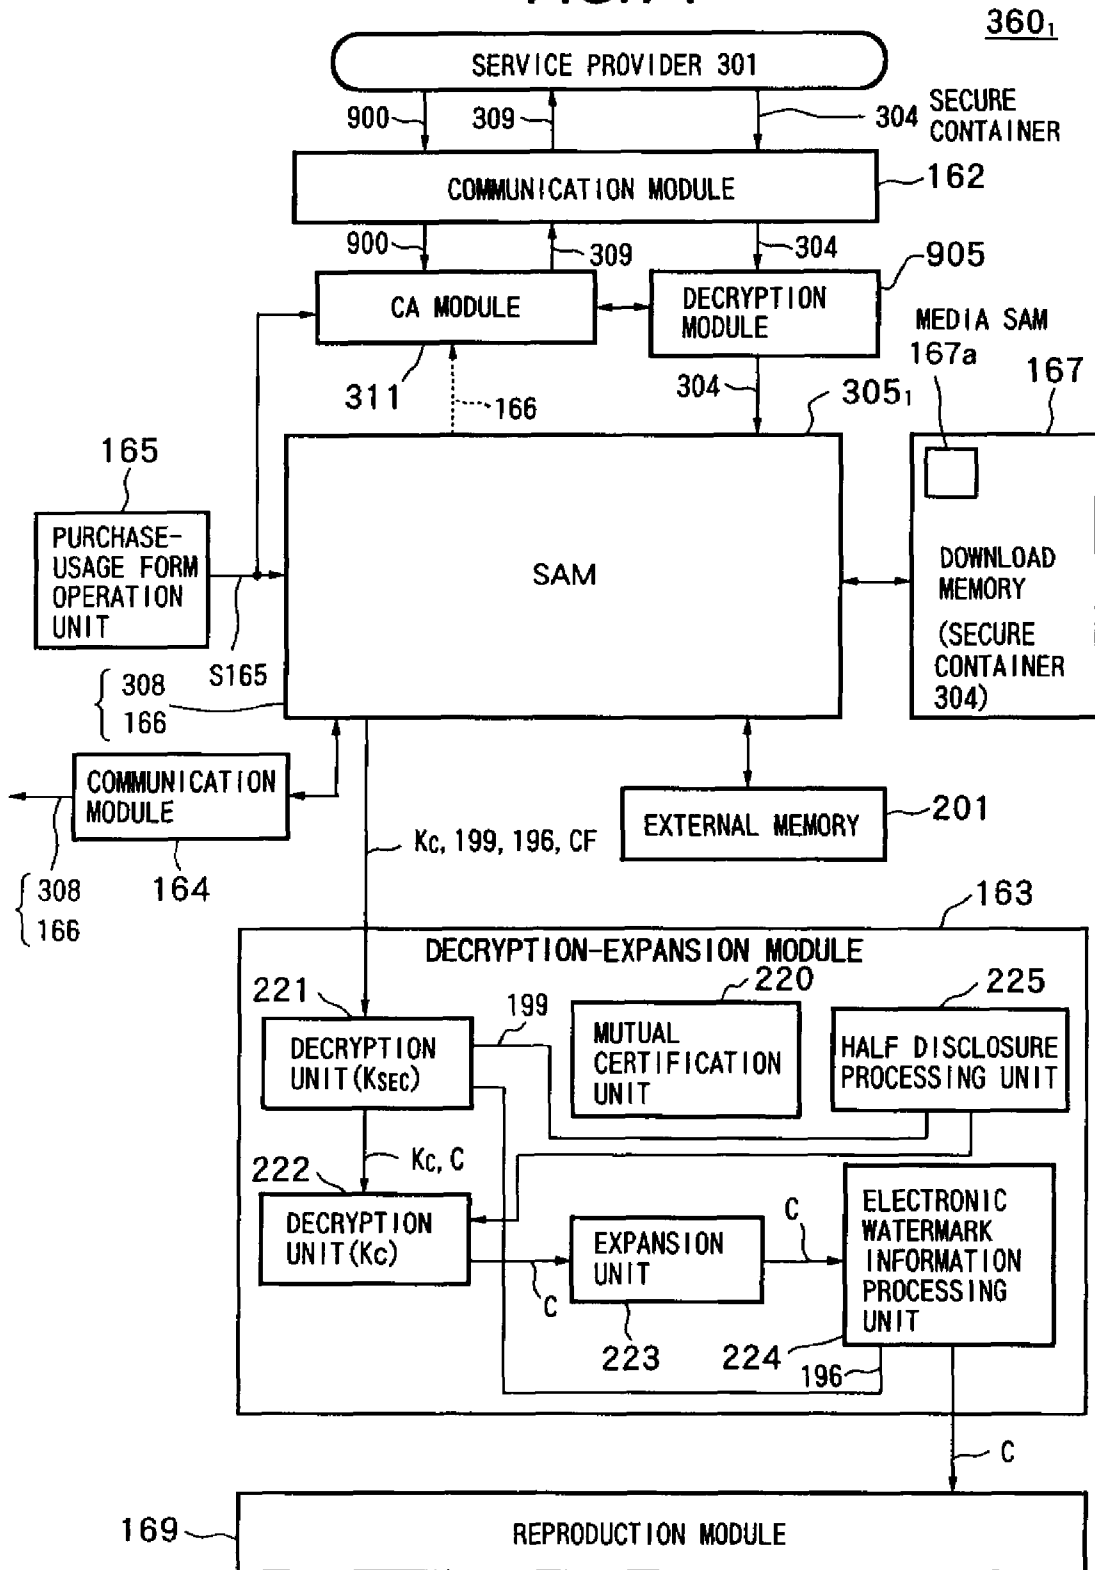 360₁
SERVICE PROVIDER 301
900
309
304
SECURE
CONTAINER
COMMUNICATION MODULE
162
900
309
304
905
CA MODULE
DECRYPTION
MODULE
MEDIA SAM
167a
167
311
166
304
305₁
165
PURCHASE-
USAGE FORM
OPERATION
UNIT
S165
SAM
DOWNLOAD
MEMORY
(SECURE
CONTAINER
304)
308
166
COMMUNICATION
MODULE
164
308
166
EXTERNAL MEMORY
201
Kc, 199, 196, CF
163
DECRYPTION-EXPANSION MODULE
221
220
225
199
DECRYPTION
UNIT(KSEC)
MUTUAL
CERTIFICATION
UNIT
HALF DISCLOSURE
PROCESSING UNIT
Kc, C
222
DECRYPTION
UNIT(Kc)
C
EXPANSION
UNIT
223
C
ELECTRONIC
WATERMARK
INFORMATION
PROCESSING
UNIT
224
196
C
169
REPRODUCTION MODULE